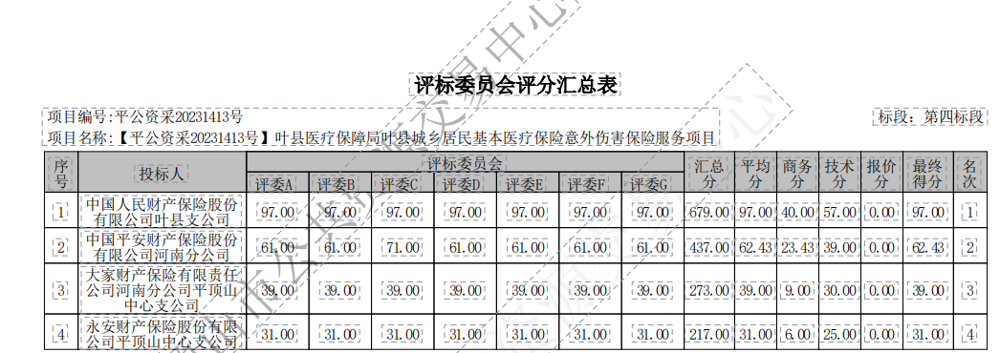 评标委员会评分汇总表
项目编号:平公资采20231413号 标段：第四标段
项目名称:【平公资采20231413号】叶县医疗保障局叶县城乡居民基本医疗保险意外伤害保险服务项目
序号 投标人 评标委员会 汇总分 平均分 商务分 技术分 报价分 最终得分 名次
评委A 评委B 评委C 评委D 评委E 评委F 评委G
1 中国人民财产保险股份有限公司叶县支公司 97.00 97.00 97.00 97.00 97.00 97.00 97.00 679.00 97.00 40.00 57.00 0.00 97.00 1
2 中国平安财产保险股份有限公司河南分公司 61.00 61.00 71.00 61.00 61.00 61.00 61.00 437.00 62.43 23.43 39.00 0.00 62.43 2
3 大家财产保险有限责任公司河南分公司平顶山中心支公司 39.00 39.00 39.00 39.00 39.00 39.00 39.00 273.00 39.00 9.00 30.00 0.00 39.00 3
4 永安财产保险股份有限公司平顶山中心支公司 31.00 31.00 31.00 31.00 31.00 31.00 31.00 217.00 31.00 6.00 25.00 0.00 31.00 4